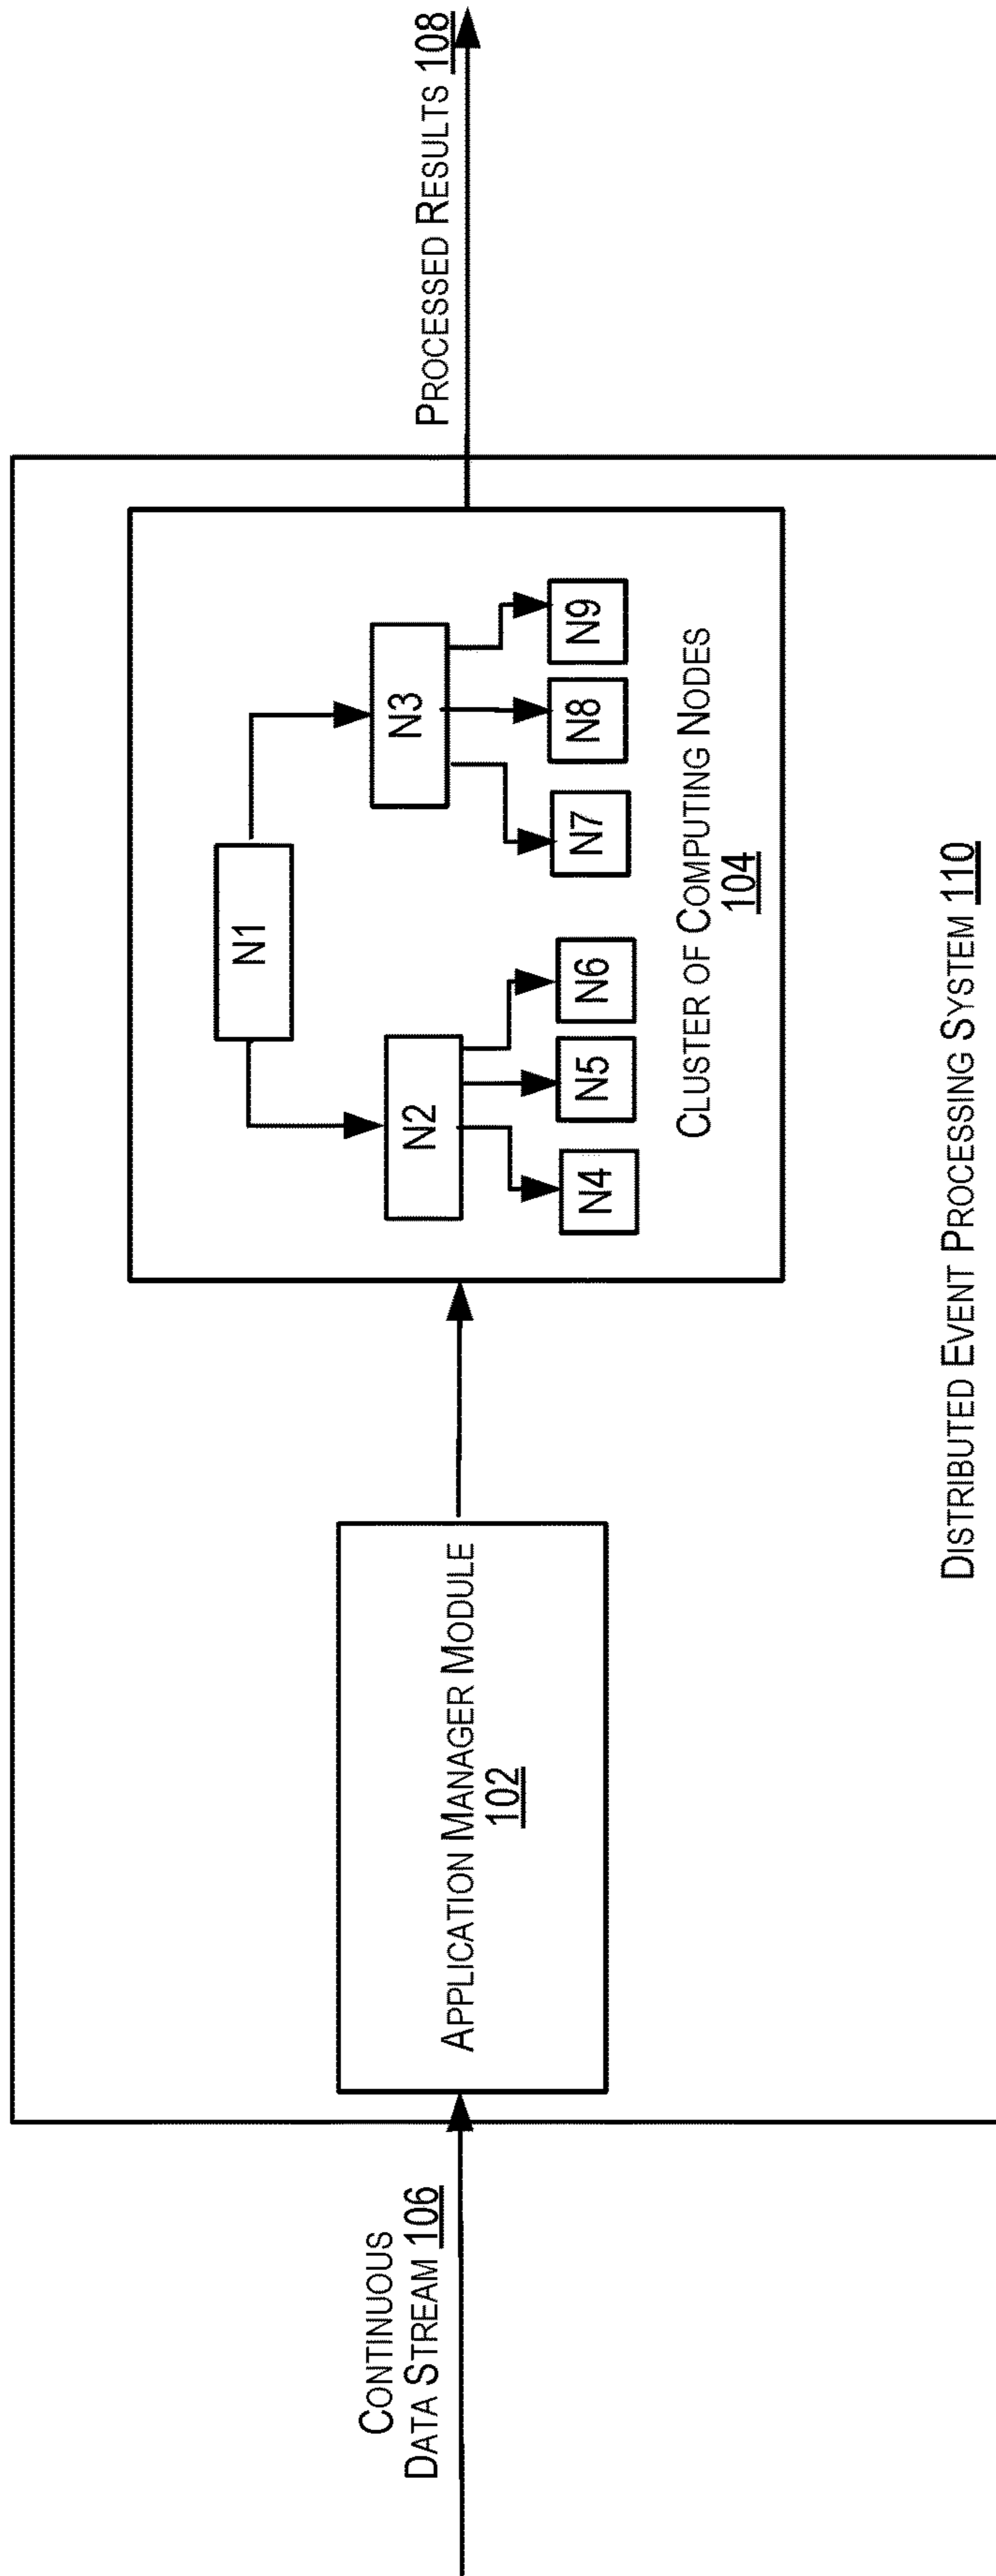 CONTINUOUS
DATA STREAM 106
APPLICATION MANAGER MODULE
102
N1
N2
N3
N4
N5
N6
N7
N8
N9
CLUSTER OF COMPUTING NODES
104
PROCESSED RESULTS 108
DISTRIBUTED EVENT PROCESSING SYSTEM 110